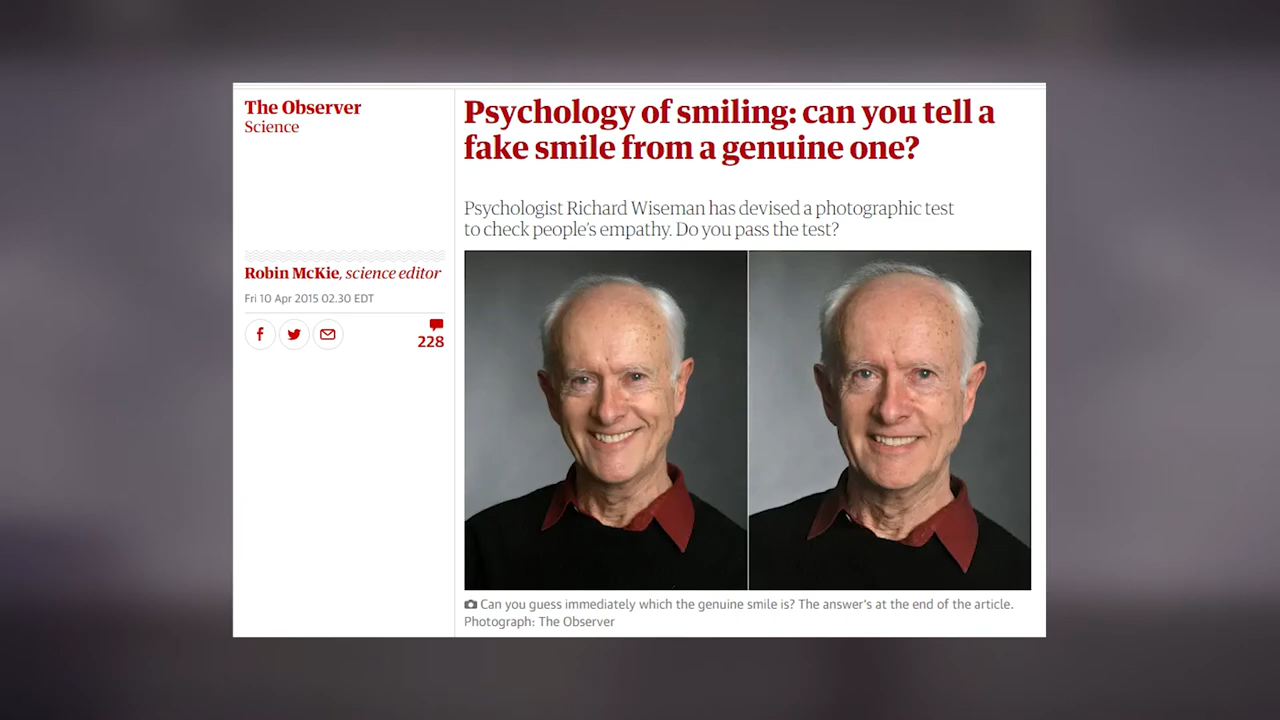 The Observer
Science
Psychology of smiling: can you tell a
fake smile from a genuine one?
Psychologist Richard Wiseman has devised a photographic test
to check people's empathy. Do you pass the test?
Robin McKie, science editor
Fri 10 Apr 2015 02.30 EDT
228
Can you guess immediately which the genuine smile is? The answer's at the end of the article.
Photograph: The Observer